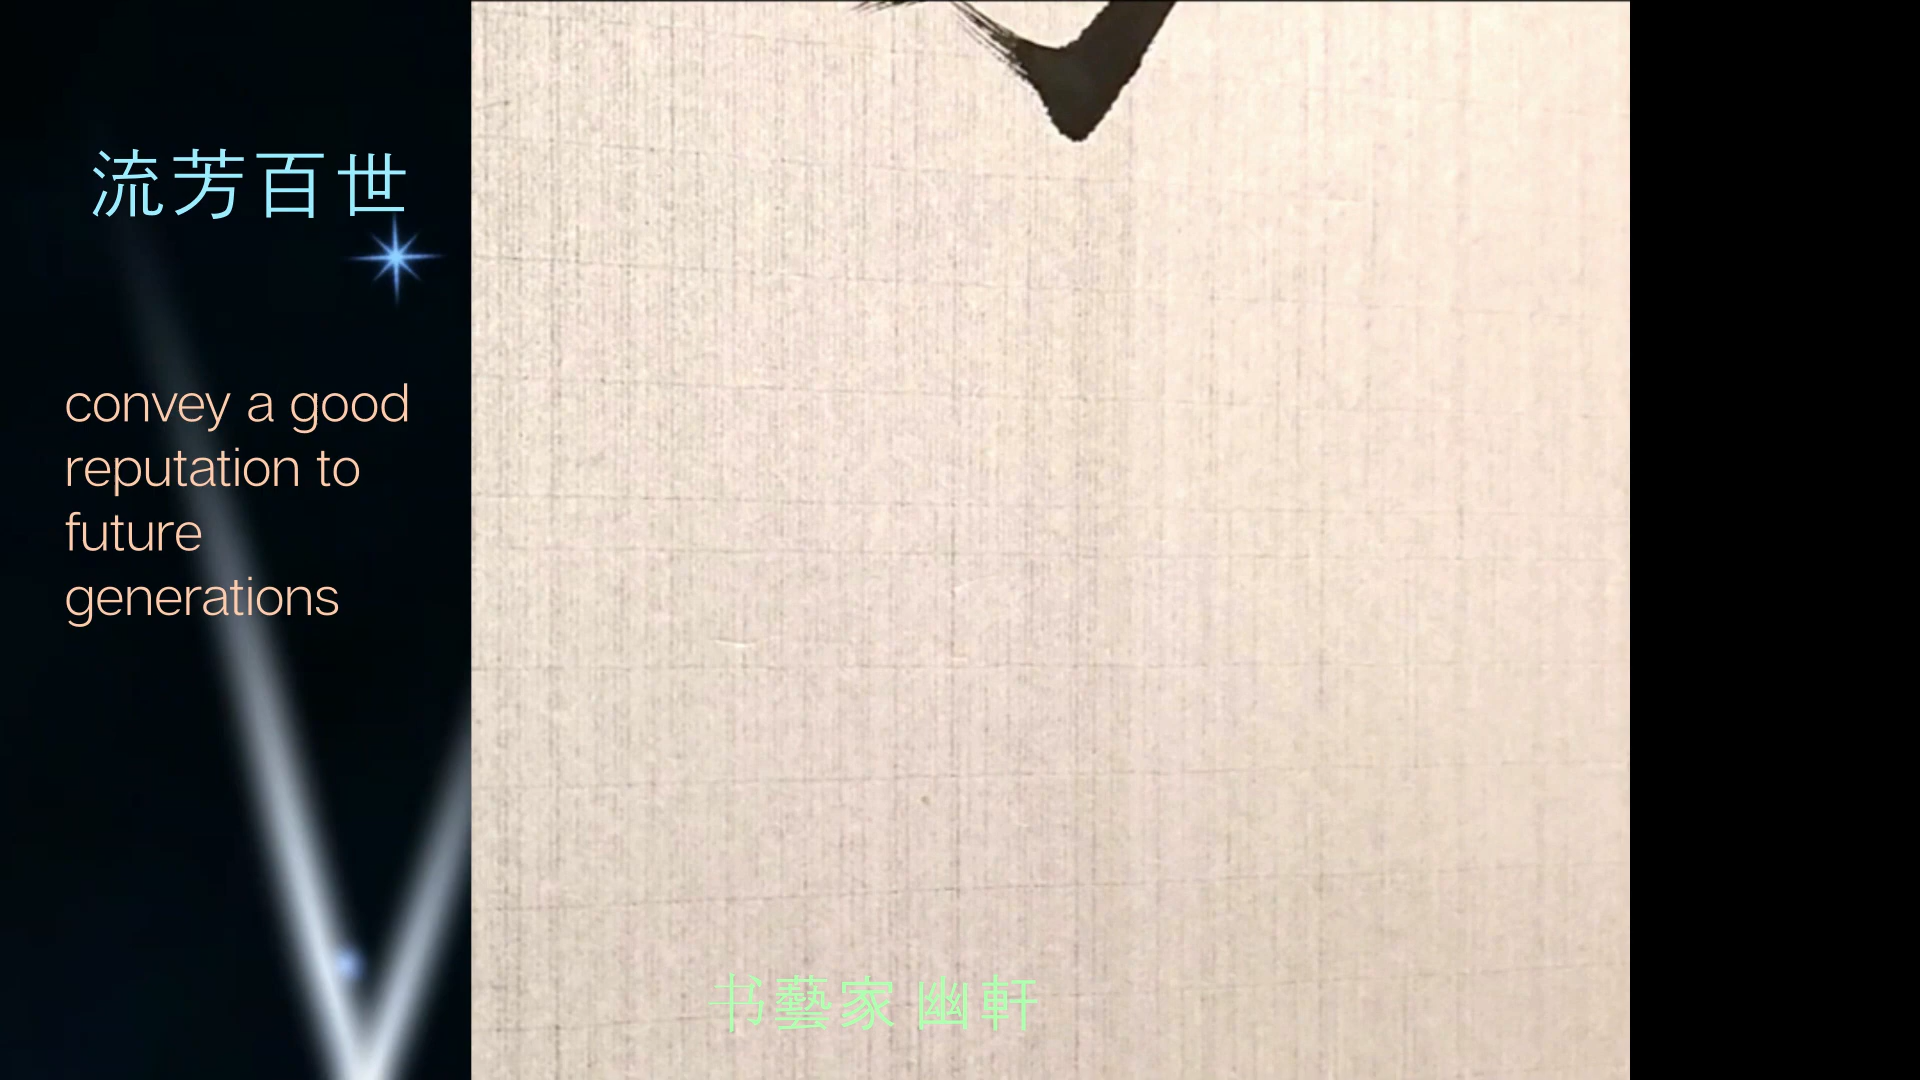 流芳百世
convey a good
reputation to
future
generations
书藝家 幽軒